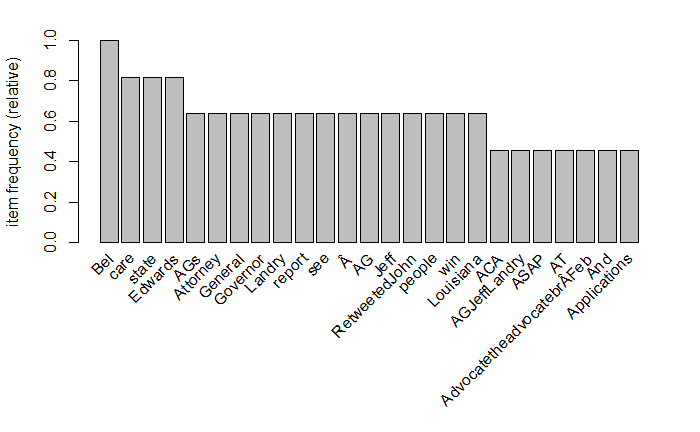 item frequency (relative)
0.0
0.2
0.4
0.6
0.8
1.0
Bel
care
state
Edwards
AGs
Attorney
General
Governor
Landry
report
see
Â
AG
Jeff
RetweetedJohn
people
win
Louisiana
ACA
AGJeffLandry
ASAP
AT
AdvocatetheadvocatebrÂFeb
And
Applications